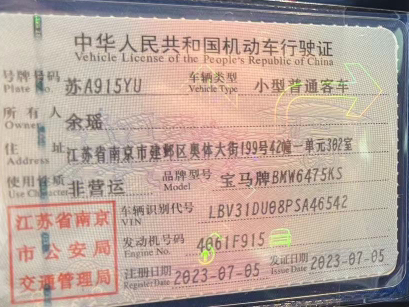 中华人民共和国机动车行驶证
Vehicle License of the People's Republic of China
号牌号码 Plate No. 苏A915YU 车辆类型 Vehicle Type 小型普通客车
所有人 Owner 余瑶
住址 Address 江苏省南京市建邺区奥体大街199号42幢一单元302室
使用性质 Use Character 非营运 品牌型号 Model 宝马牌BMW6475KS
江苏省南京
市公安局
交通管理局
车辆识别代号 VIN LBV31DU08PSA46542
发动机号码 Engine No. 4061F915
注册日期 Register Date 2023-07-05 发证日期 Issue Date 2023-07-05